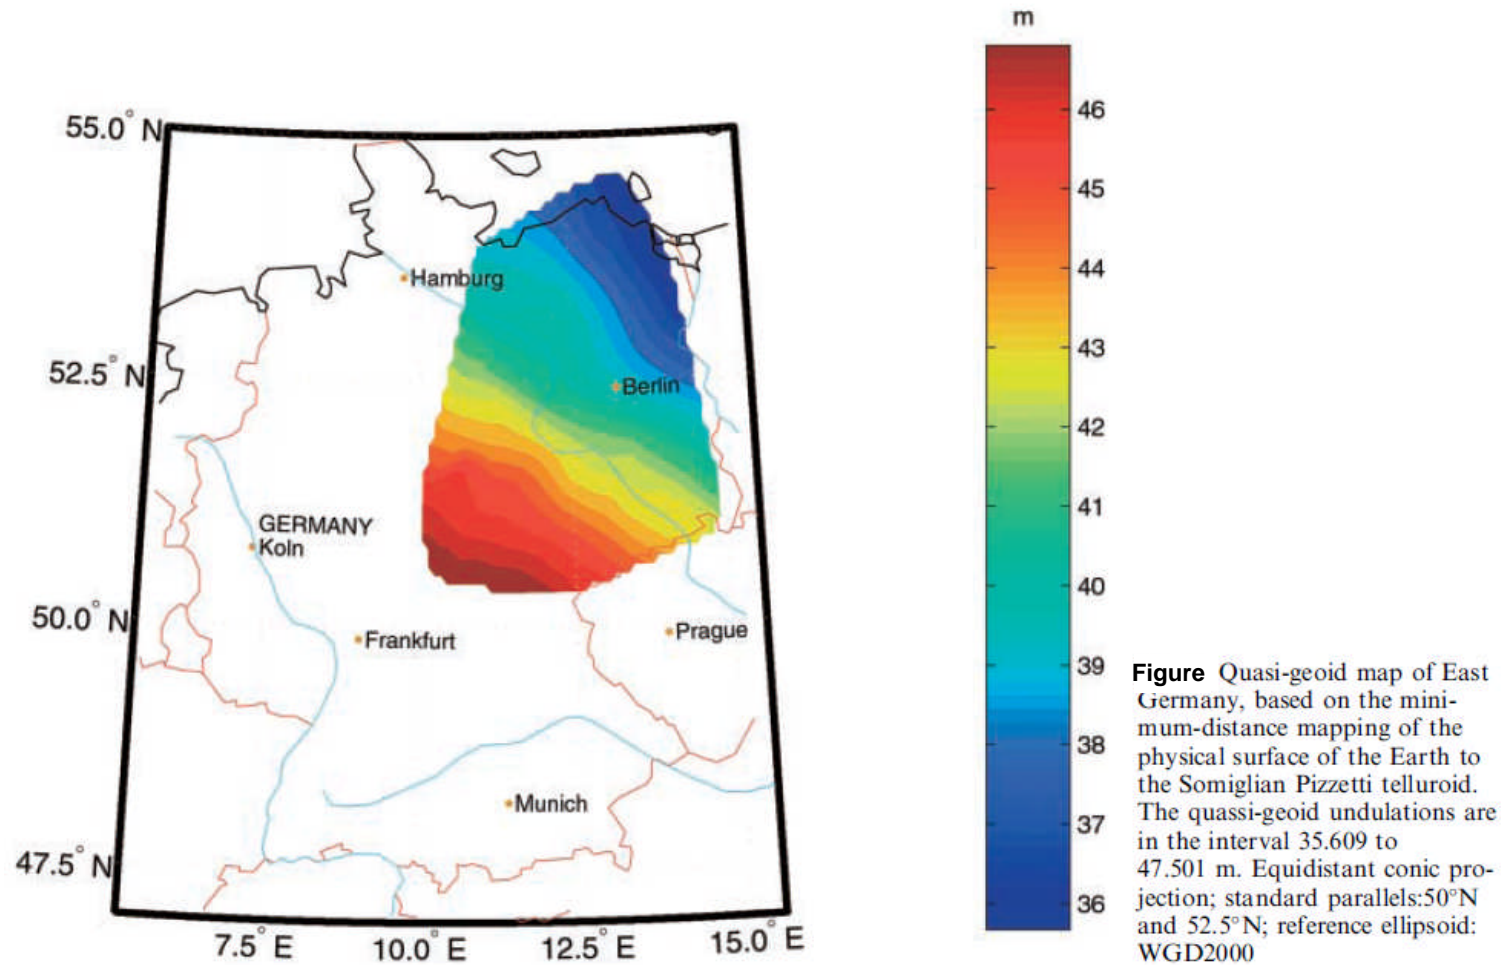 m
55.0° N
52.5° N
50.0° N
47.5° N
7.5° E
10.0° E
12.5° E
15.0° E
Hamburg
Berlin
GERMANY
Koln
Frankfurt
Prague
Munich
46
45
44
43
42
41
40
39
38
37
36
Figure Quasi-geoid map of East
Germany, based on the mini-
mum-distance mapping of the
physical surface of the Earth to
the Somiglian Pizzetti telluroid.
The quassi-geoid undulations are
in the interval 35.609 to
47.501 m. Equidistant conic pro-
jection; standard parallels:50°N
and 52.5°N; reference ellipsoid:
WGD2000